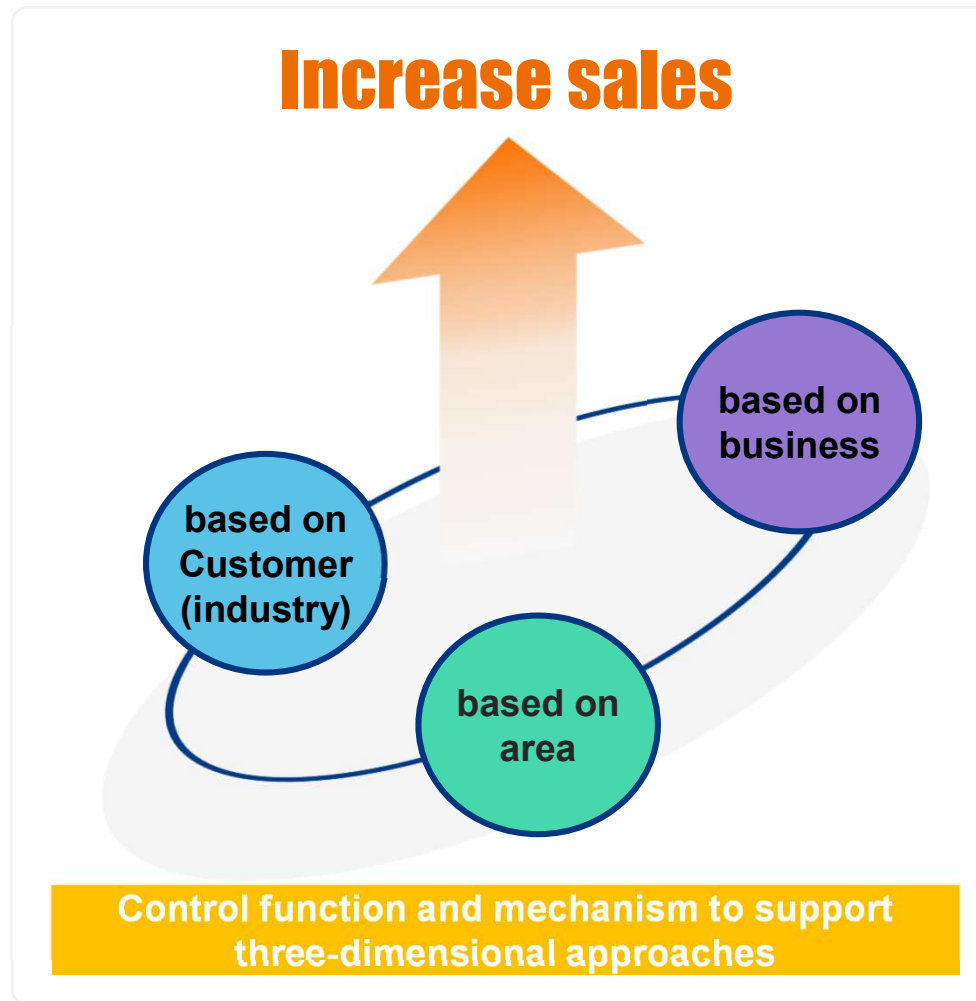 Increase sales
based on
business
based on
Customer
(industry)
based on
area
Control function and mechanism to support
three-dimensional approaches